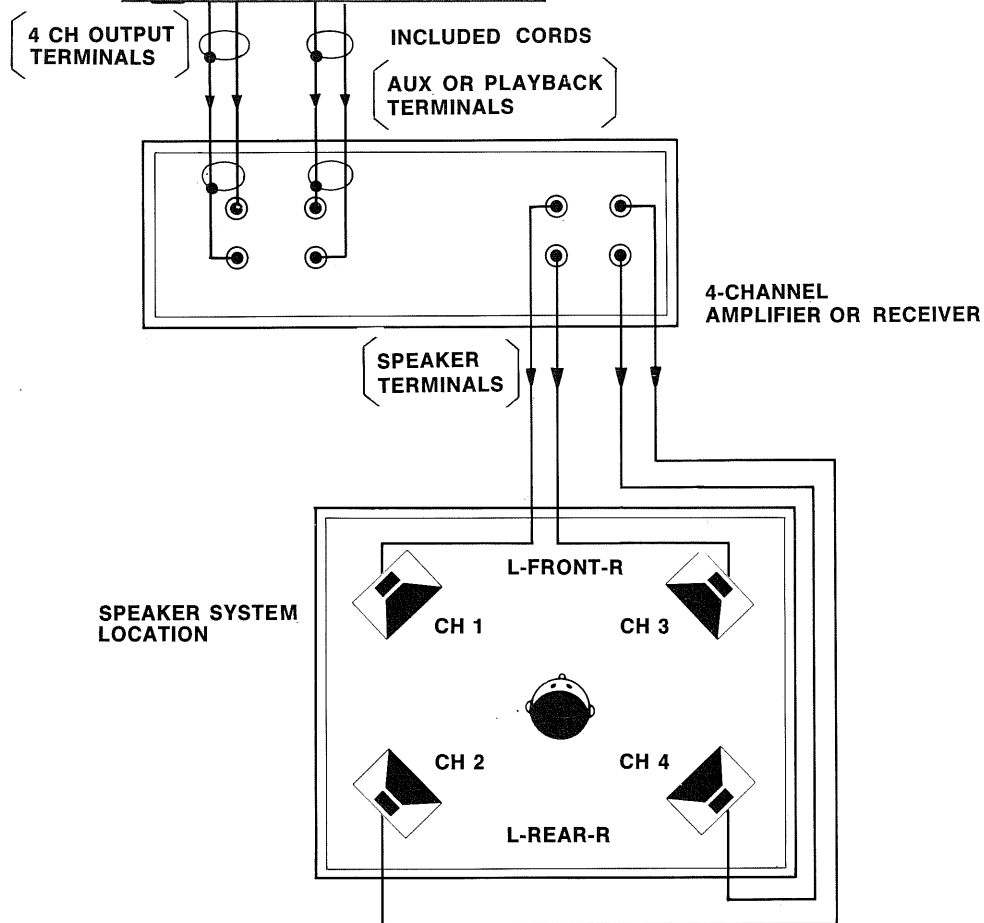 4 CH OUTPUT
TERMINALS
INCLUDED CORDS
AUX OR PLAYBACK
TERMINALS
4-CHANNEL
AMPLIFIER OR RECEIVER
SPEAKER
TERMINALS
L-FRONT-R
SPEAKER SYSTEM
LOCATION
CH 1
CH 3
CH 2
CH 4
L-REAR-R